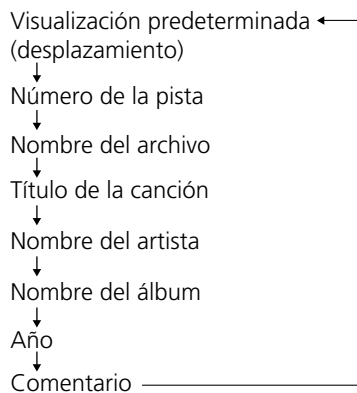 Visualización predeterminada
(desplazamiento)
Número de la pista
Nombre del archivo
Título de la canción
Nombre del artista
Nombre del álbum
Año
Comentario